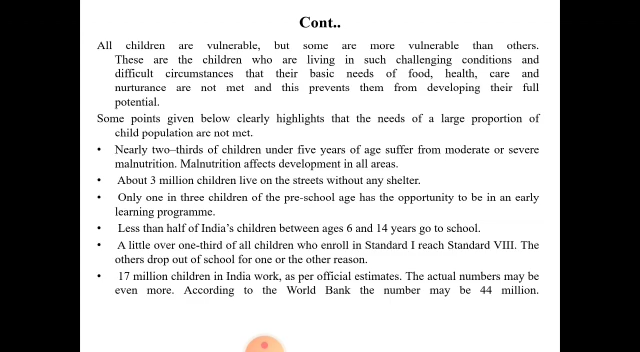 Cont..
All children are vulnerable, but some are more vulnerable than others.
These are the children who are living in such challenging conditions and
difficult circumstances that their basic needs of food, health, care and
nurturance are not met and this prevents them from developing their full
potential.
Some points given below clearly highlights that the needs of a large proportion of
child population are not met.
• Nearly two–thirds of children under five years of age suffer from moderate or severe
malnutrition. Malnutrition affects development in all areas.
• About 3 million children live on the streets without any shelter.
• Only one in three children of the pre-school age has the opportunity to be in an early
learning programme.
• Less than half of India's children between ages 6 and 14 years go to school.
• A little over one-third of all children who enroll in Standard I reach Standard VIII. The
others drop out of school for one or the other reason.
• 17 million children in India work, as per official estimates. The actual numbers may be
even more. According to the World Bank the number may be 44 million.